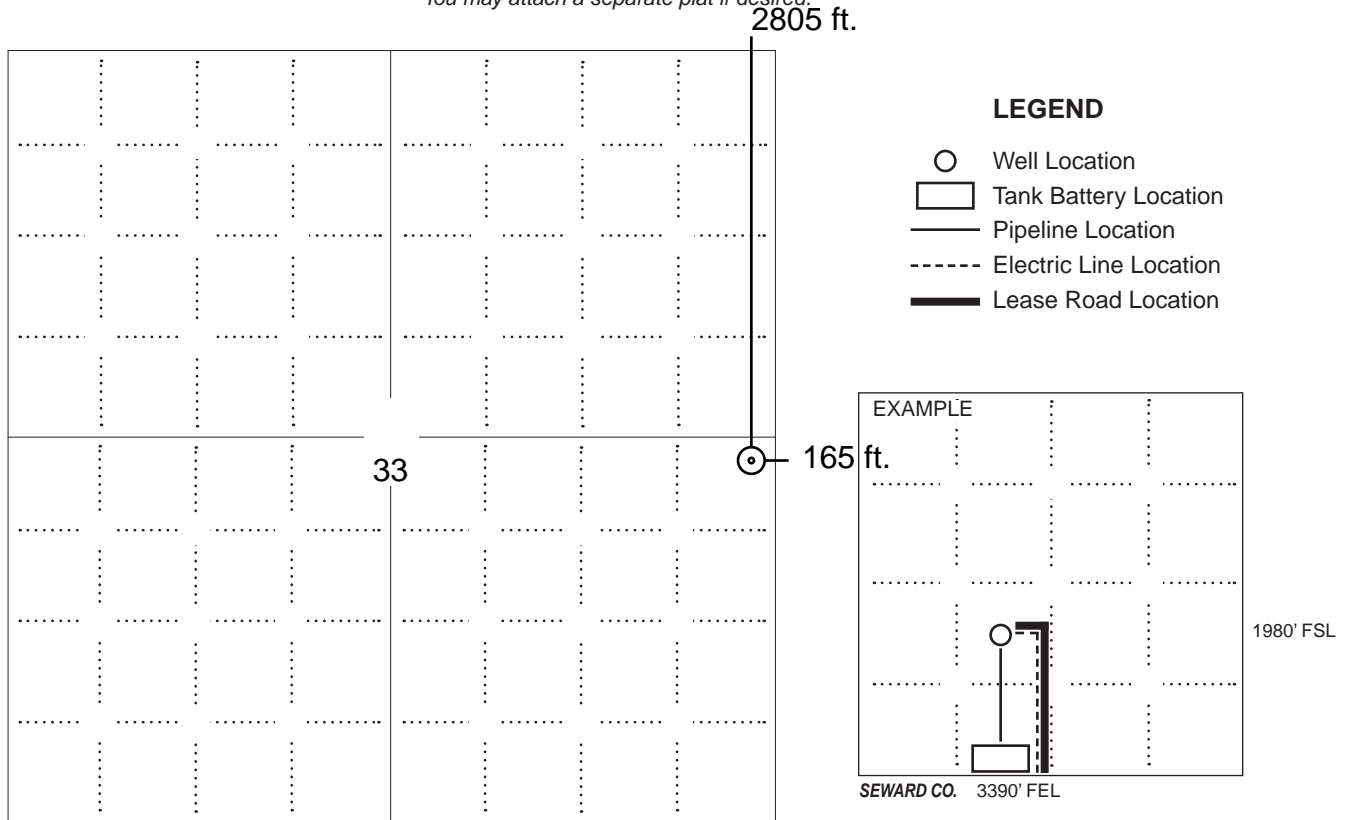 You may attach a separate plat if desired.
2805 ft.
LEGEND
Well Location
Tank Battery Location
Pipeline Location
Electric Line Location
Lease Road Location
EXAMPLE
165 ft.
33
1980' FSL
SEWARD CO. 3390' FEL